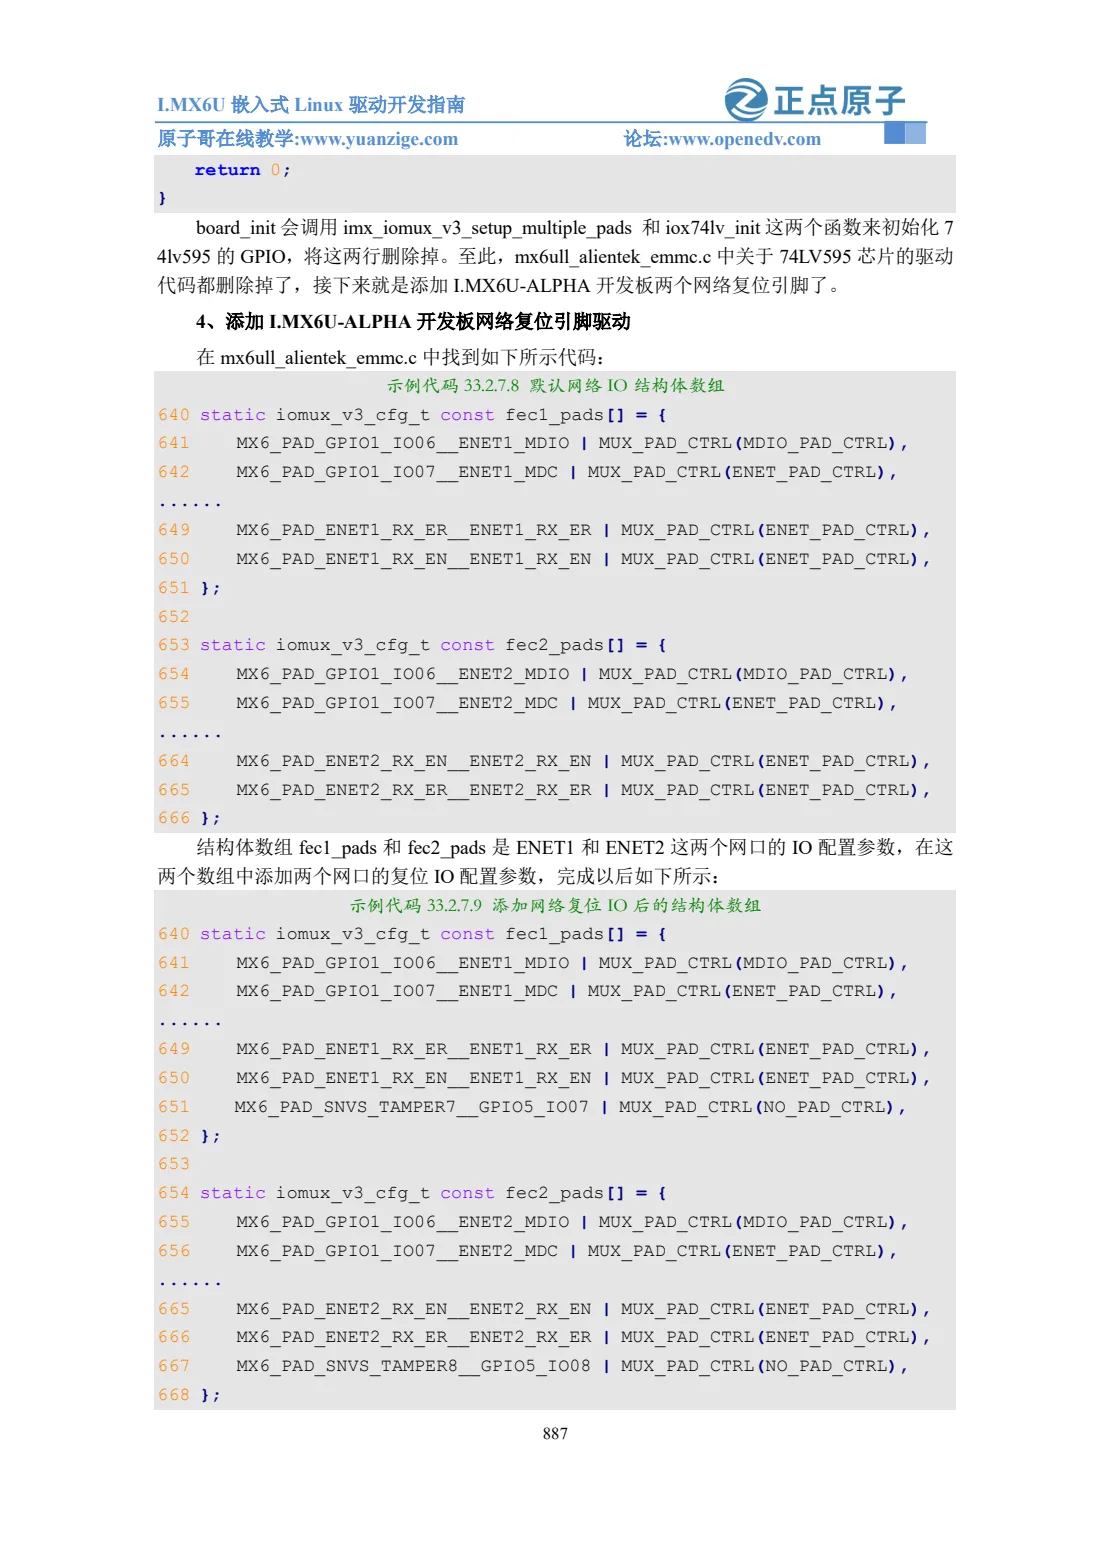 I.MX6U 嵌入式 Linux 驱动开发指南
正点原子
原子哥在线教学:www.yuanzige.com 论坛:www.openedv.com
return 0;
}
board_init 会调用 imx_iomux_v3_setup_multiple_pads 和 iox74lv_init 这两个函数来初始化 7
4lv595 的 GPIO，将这两行删除掉。至此，mx6ull_alientek_emmc.c 中关于 74LV595 芯片的驱动
代码都删除掉了，接下来就是添加 I.MX6U-ALPHA 开发板两个网络复位引脚了。
4、添加 I.MX6U-ALPHA 开发板网络复位引脚驱动
在 mx6ull_alientek_emmc.c 中找到如下所示代码：
示例代码 33.2.7.8 默认网络 IO 结构体数组
640 static iomux_v3_cfg_t const fec1_pads[] = {
641 MX6_PAD_GPIO1_IO06__ENET1_MDIO | MUX_PAD_CTRL(MDIO_PAD_CTRL),
642 MX6_PAD_GPIO1_IO07__ENET1_MDC | MUX_PAD_CTRL(ENET_PAD_CTRL),
......
649 MX6_PAD_ENET1_RX_ER__ENET1_RX_ER | MUX_PAD_CTRL(ENET_PAD_CTRL),
650 MX6_PAD_ENET1_RX_EN__ENET1_RX_EN | MUX_PAD_CTRL(ENET_PAD_CTRL),
651 };
652
653 static iomux_v3_cfg_t const fec2_pads[] = {
654 MX6_PAD_GPIO1_IO06__ENET2_MDIO | MUX_PAD_CTRL(MDIO_PAD_CTRL),
655 MX6_PAD_GPIO1_IO07__ENET2_MDC | MUX_PAD_CTRL(ENET_PAD_CTRL),
......
664 MX6_PAD_ENET2_RX_EN__ENET2_RX_EN | MUX_PAD_CTRL(ENET_PAD_CTRL),
665 MX6_PAD_ENET2_RX_ER__ENET2_RX_ER | MUX_PAD_CTRL(ENET_PAD_CTRL),
666 };
结构体数组 fec1_pads 和 fec2_pads 是 ENET1 和 ENET2 这两个网口的 IO 配置参数，在这
两个数组中添加两个网口的复位 IO 配置参数，完成以后如下所示：
示例代码 33.2.7.9 添加网络复位 IO 后的结构体数组
640 static iomux_v3_cfg_t const fec1_pads[] = {
641 MX6_PAD_GPIO1_IO06__ENET1_MDIO | MUX_PAD_CTRL(MDIO_PAD_CTRL),
642 MX6_PAD_GPIO1_IO07__ENET1_MDC | MUX_PAD_CTRL(ENET_PAD_CTRL),
......
649 MX6_PAD_ENET1_RX_ER__ENET1_RX_ER | MUX_PAD_CTRL(ENET_PAD_CTRL),
650 MX6_PAD_ENET1_RX_EN__ENET1_RX_EN | MUX_PAD_CTRL(ENET_PAD_CTRL),
651 MX6_PAD_SNVS_TAMPER7__GPIO5_IO07 | MUX_PAD_CTRL(NO_PAD_CTRL),
652 };
653
654 static iomux_v3_cfg_t const fec2_pads[] = {
655 MX6_PAD_GPIO1_IO06__ENET2_MDIO | MUX_PAD_CTRL(MDIO_PAD_CTRL),
656 MX6_PAD_GPIO1_IO07__ENET2_MDC | MUX_PAD_CTRL(ENET_PAD_CTRL),
......
665 MX6_PAD_ENET2_RX_EN__ENET2_RX_EN | MUX_PAD_CTRL(ENET_PAD_CTRL),
666 MX6_PAD_ENET2_RX_ER__ENET2_RX_ER | MUX_PAD_CTRL(ENET_PAD_CTRL),
667 MX6_PAD_SNVS_TAMPER8__GPIO5_IO08 | MUX_PAD_CTRL(NO_PAD_CTRL),
668 };
887